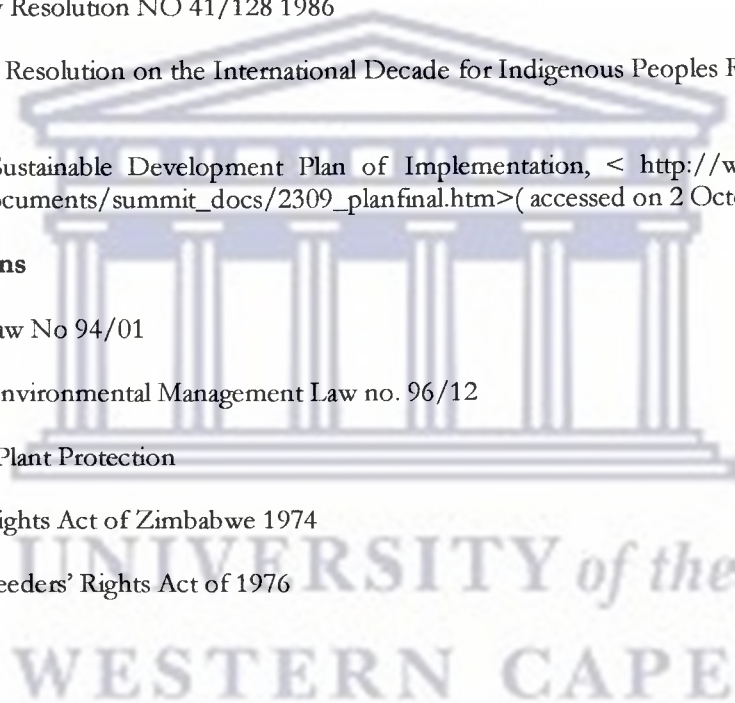 Resolution NO 41/128 1986
Resolution on the International Decade for Indigenous Peoples
Sustainable Development Plan of Implementation, < http://w
ocuments/summit_docs/2309_planfinal.htm>( accessed on 2 Octo
ns
aw No 94/01
nvironmental Management Law no. 96/12
Plant Protection
ights Act of Zimbabwe 1974
eeders' Rights Act of 1976
UNIVERSITY of the
WESTERN CAPE